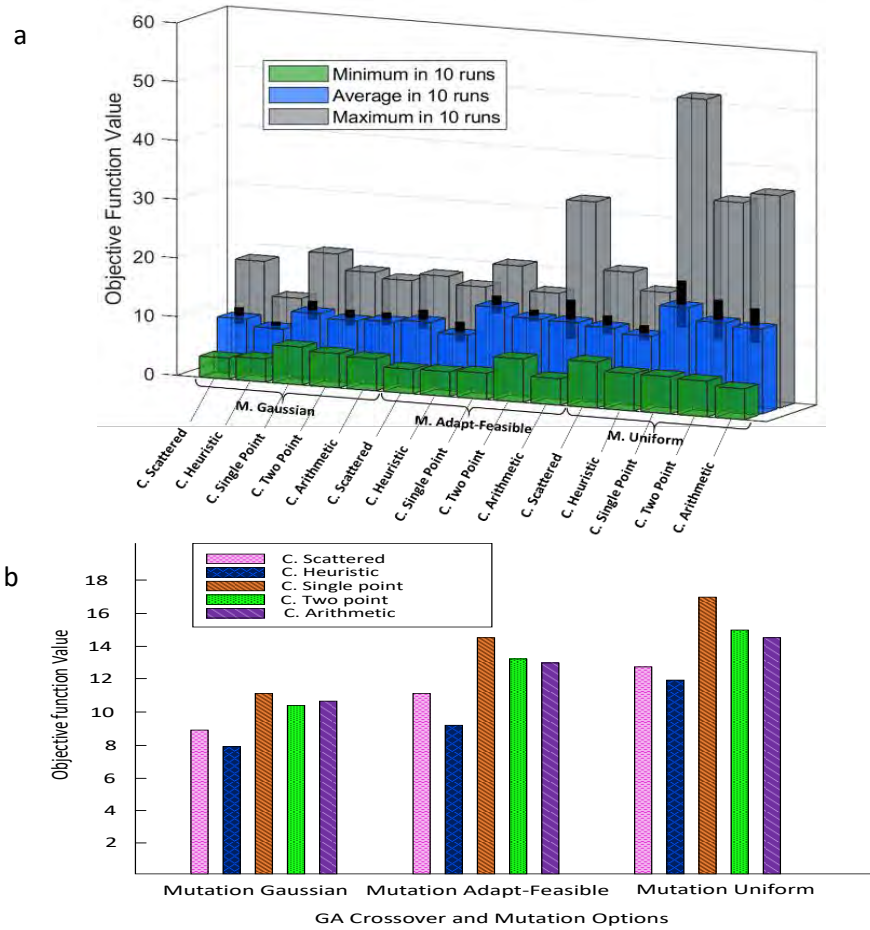 a
60
50
40
30
20
10
0
Objective Function Value
Minimum in 10 runs
Average in 10 runs
Maximum in 10 runs
M. Gaussian
M. Adapt-Feasible
M. Uniform
C. Scattered
C. Heuristic
C. Single Point
C. Two Point
C. Arithmetic
C. Scattered
C. Heuristic
C. Single Point
C. Two Point
C. Arithmetic
C. Scattered
C. Heuristic
C. Single Point
C. Two Point
C. Arithmetic
b
C. Scattered
C. Heuristic
C. Single point
C. Two point
C. Arithmetic
18
16
14
12
10
8
6
4
2
Objective function Value
Mutation Gaussian
Mutation Adapt-Feasible
Mutation Uniform
GA Crossover and Mutation Options